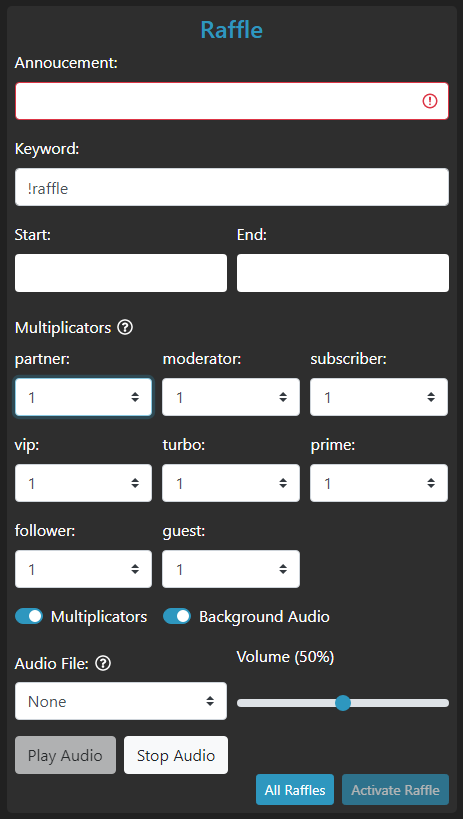 Raffle
Annoucement:
Keyword:
!raffle
Start: End:
Multiplicators
partner: moderator: subscriber:
1 1 1
vip: turbo: prime:
1 1 1
follower: guest:
1 1
Multiplicators Background Audio
Audio File: Volume (50%)
None
Play Audio Stop Audio
All Raffles Activate Raffle